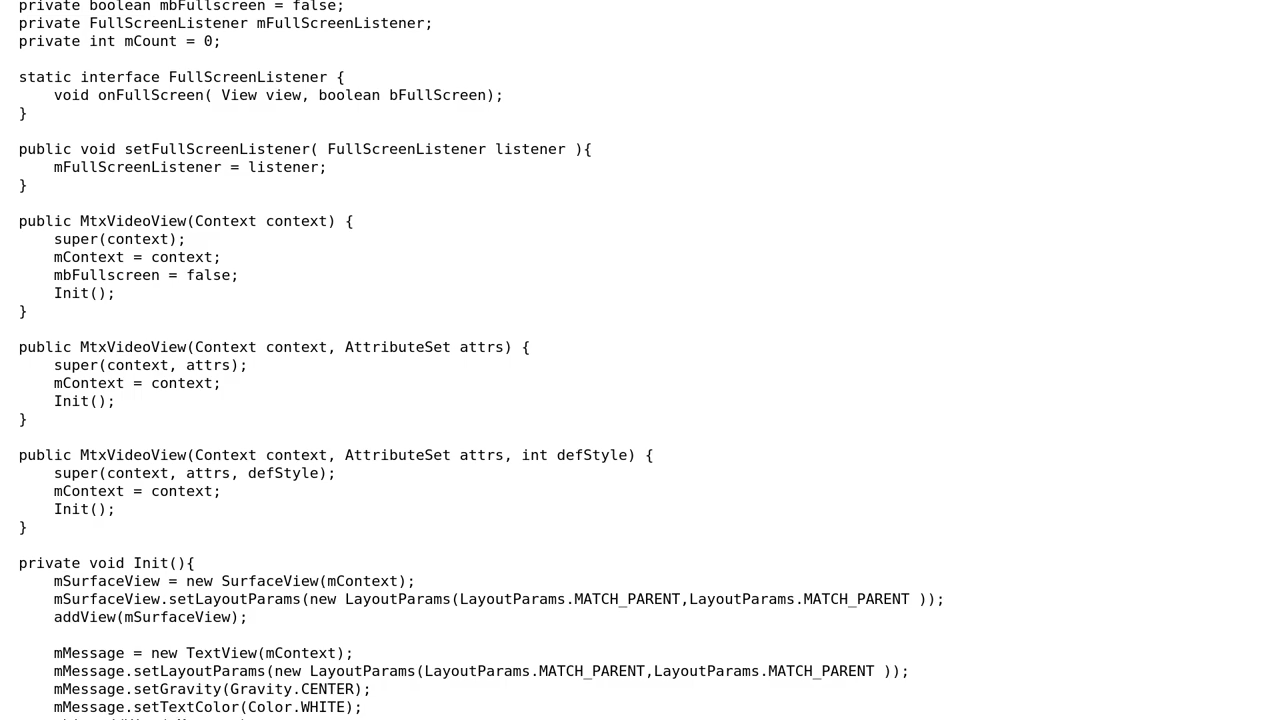 private boolean mbFullscreen = false;
private FullScreenListener mFullScreenListener;
private int mCount = 0;
static interface FullScreenListener {
void onFullScreen( View view, boolean bFullScreen);
}
public void setFullScreenListener( FullScreenListener listener ){
mFullScreenListener = listener;
}
public MtxVideoView(Context context) {
super(context);
mContext = context;
mbFullscreen = false;
Init();
}
public MtxVideoView(Context context, AttributeSet attrs) {
super(context, attrs);
mContext = context;
Init();
}
public MtxVideoView(Context context, AttributeSet attrs, int defStyle) {
super(context, attrs, defStyle);
mContext = context;
Init();
}
private void Init(){
mSurfaceView = new SurfaceView(mContext);
mSurfaceView.setLayoutParams(new LayoutParams(LayoutParams.MATCH_PARENT,LayoutParams.MATCH_PARENT ));
addView(mSurfaceView);
mMessage = new TextView(mContext);
mMessage.setLayoutParams(new LayoutParams(LayoutParams.MATCH_PARENT,LayoutParams.MATCH_PARENT ));
mMessage.setGravity(Gravity.CENTER);
mMessage.setTextColor(Color.WHITE);